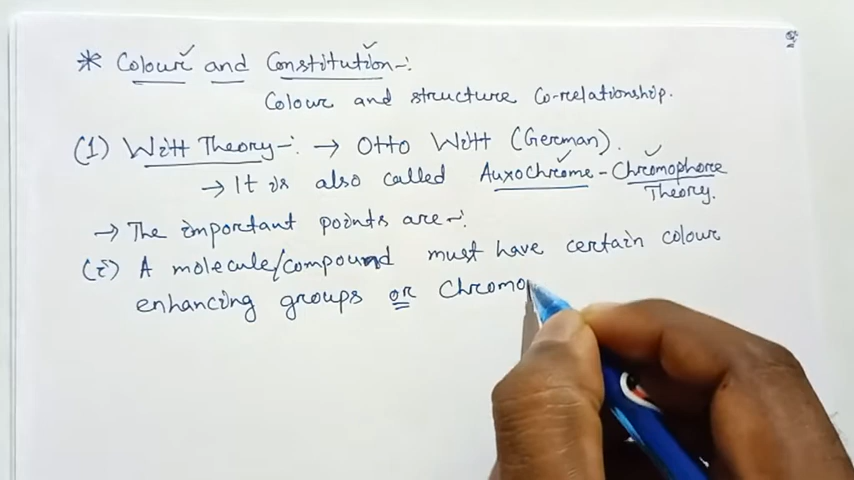 * Colour and Constitution-:
Colour and structure Co-relationship.
(1) Witt Theory-: → Otto Witt (German).
→ It is also called Auxochrome-Chromophore Theory.
→ The important points are-:
(i) A molecule/compound must have certain colour
enhancing groups or Chromo